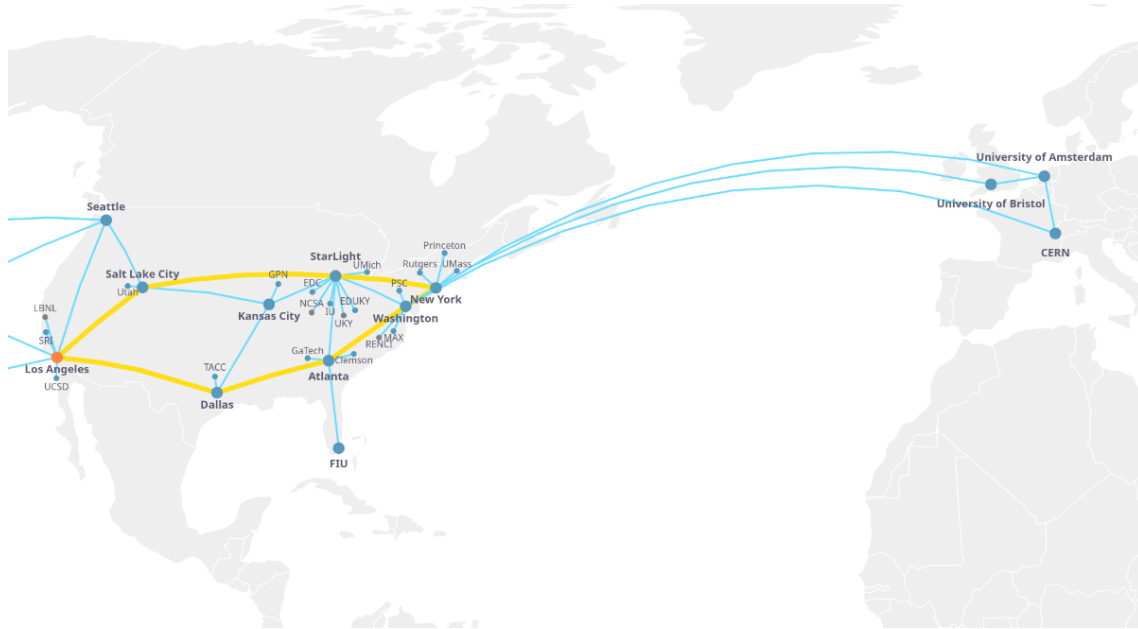 University of Amsterdam
University of Bristol
Seattle
Princeton
CERN
StarLight
UMich
Rutgers
UMass
Salt Lake City
GPN
EDC
PSC
Utah
New York
NCSA
EDUKY
LBNL
Kansas City
IU
Washington
UKY
SRI
MAX
RENCI
GaTech
Clemson
Los Angeles
TACC
Atlanta
UCSD
Dallas
FIU